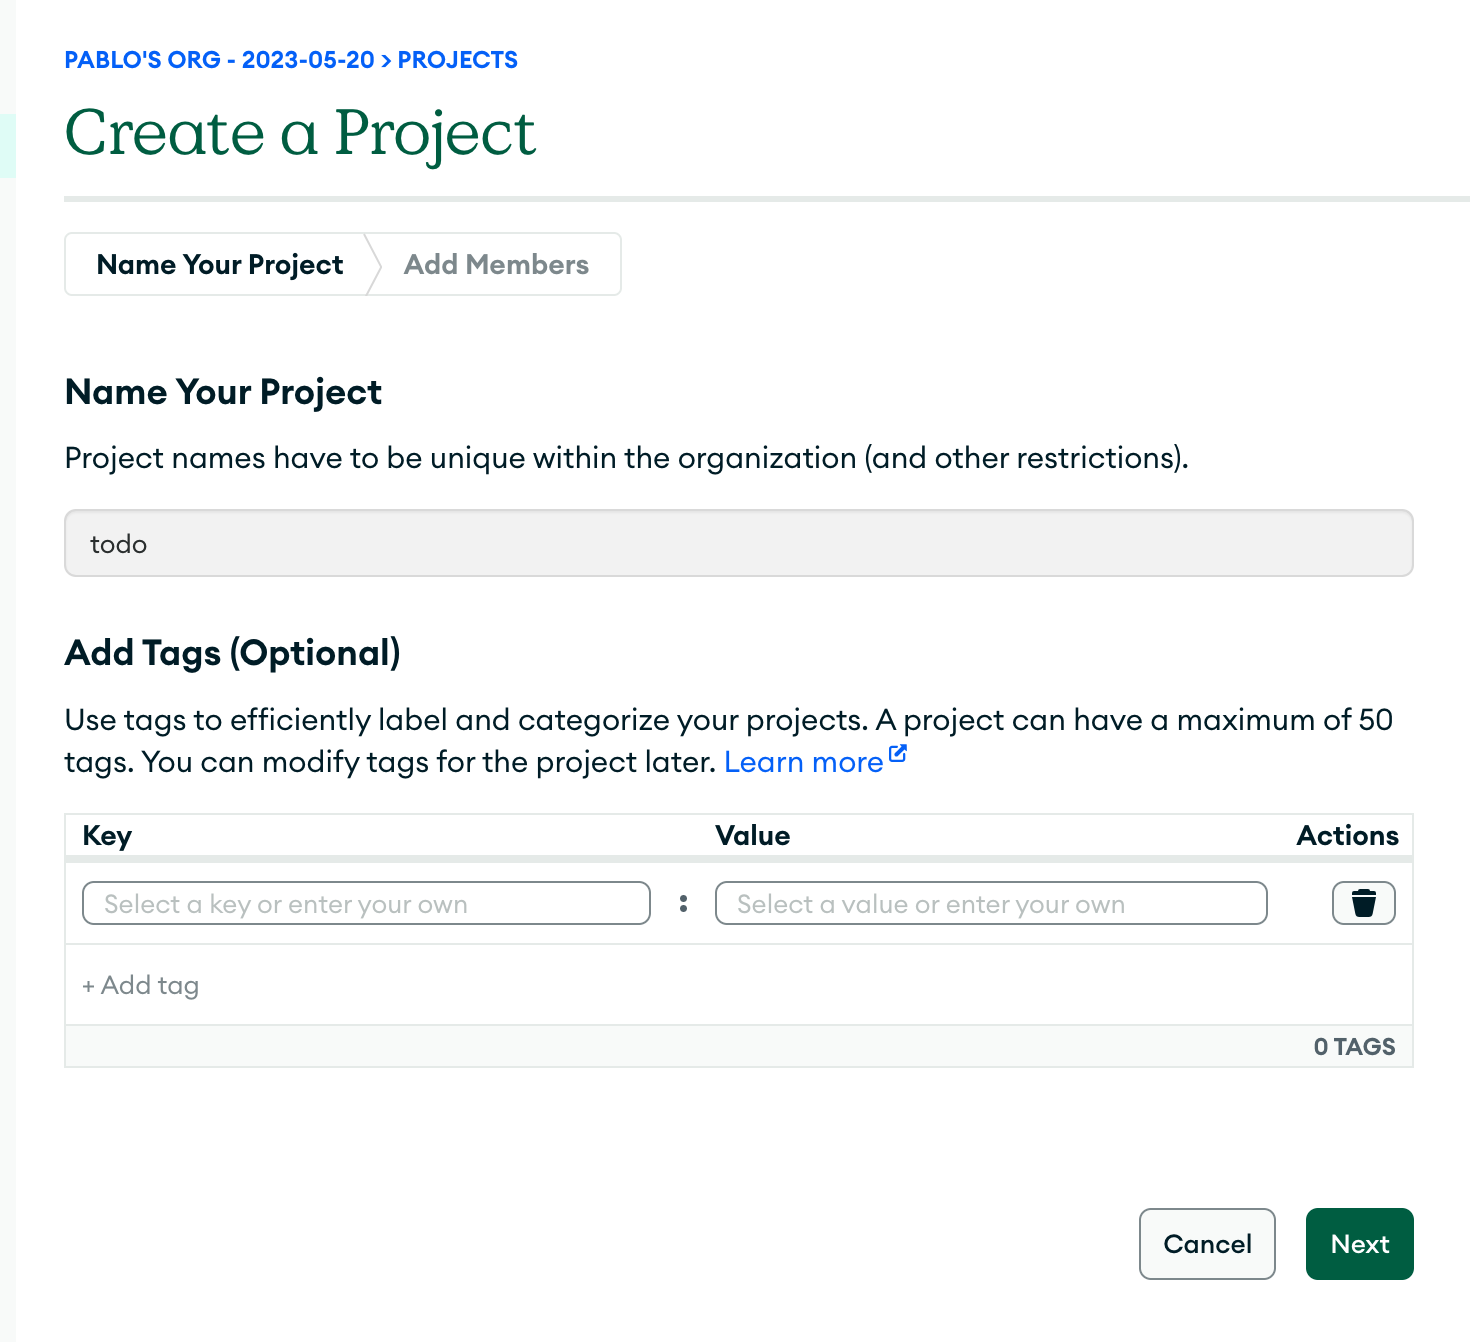 PABLO'S ORG - 2023-05-20 > PROJECTS
Create a Project
Name Your Project
Add Members
Name Your Project
Project names have to be unique within the organization (and other restrictions).
todo
Add Tags (Optional)
Use tags to efficiently label and categorize your projects. A project can have a maximum of 50
tags. You can modify tags for the project later. Learn more
Key Value Actions
Select a key or enter your own : Select a value or enter your own
+ Add tag
0 TAGS
Cancel Next